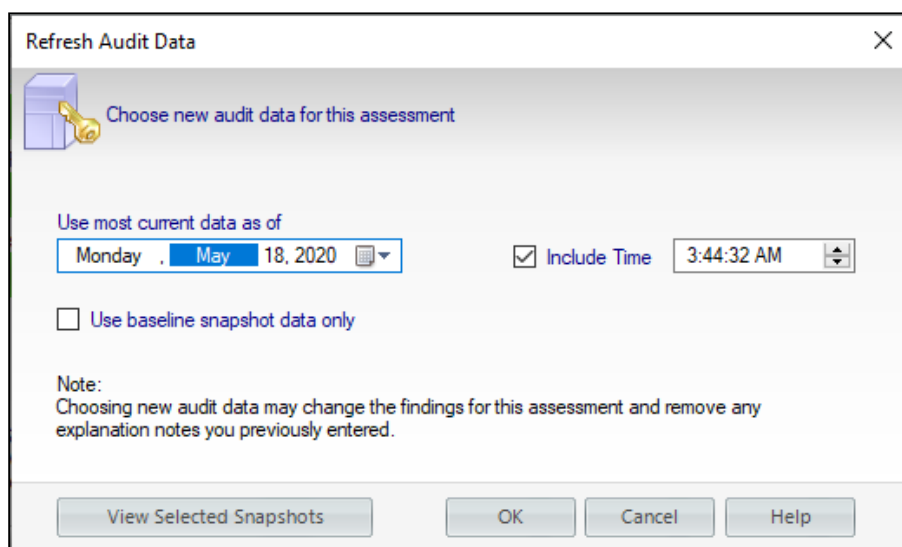 Refresh Audit Data
Choose new audit data for this assessment
Use most current data as of
Monday , May 18, 2020
Include Time 3:44:32 AM
Use baseline snapshot data only
Note:
Choosing new audit data may change the findings for this assessment and remove any
explanation notes you previously entered.
View Selected Snapshots OK Cancel Help